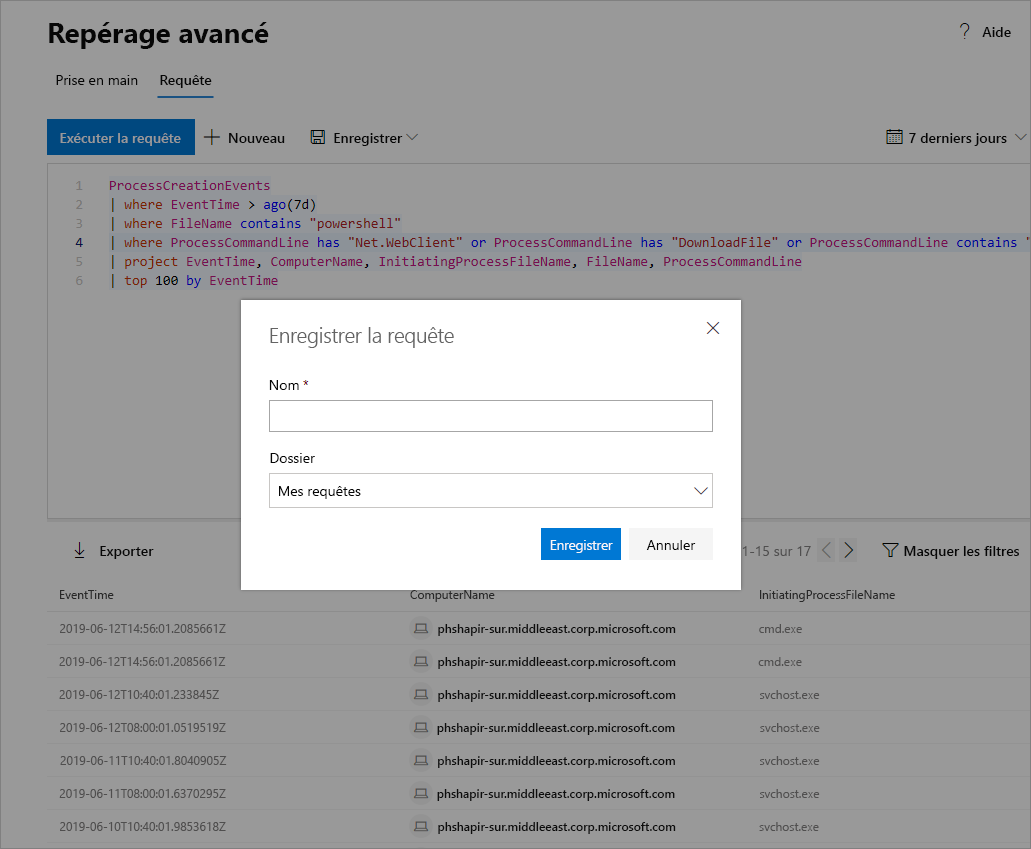 Repérage avancé
? Aide
Prise en main Requête
Exécuter la requête Nouveau Enregistrer 7 derniers jours
1 ProcessCreationEvents
2 | where EventTime > ago(7d)
3 | where FileName contains "powershell"
4 | where ProcessCommandLine has "Net.WebClient" or ProcessCommandLine has "DownloadFile" or ProcessCommandLine contains "
5 | project EventTime, ComputerName, InitiatingProcessFileName, FileName, ProcessCommandLine
6 | top 100 by EventTime
Enregistrer la requête
Nom *
Dossier
Mes requêtes
Enregistrer Annuler
Exporter 1-15 sur 17 Masquer les filtres
EventTime ComputerName InitiatingProcessFileName
2019-06-12T14:56:01.2085661Z phshapir-sur.middleeast.corp.microsoft.com cmd.exe
2019-06-12T14:56:01.2085661Z phshapir-sur.middleeast.corp.microsoft.com cmd.exe
2019-06-12T10:40:01.233845Z phshapir-sur.middleeast.corp.microsoft.com svchost.exe
2019-06-12T08:00:01.0519519Z phshapir-sur.middleeast.corp.microsoft.com svchost.exe
2019-06-11T10:40:01.8040905Z phshapir-sur.middleeast.corp.microsoft.com svchost.exe
2019-06-11T08:00:01.6370295Z phshapir-sur.middleeast.corp.microsoft.com svchost.exe
2019-06-10T10:40:01.9853618Z phshapir-sur.middleeast.corp.microsoft.com svchost.exe